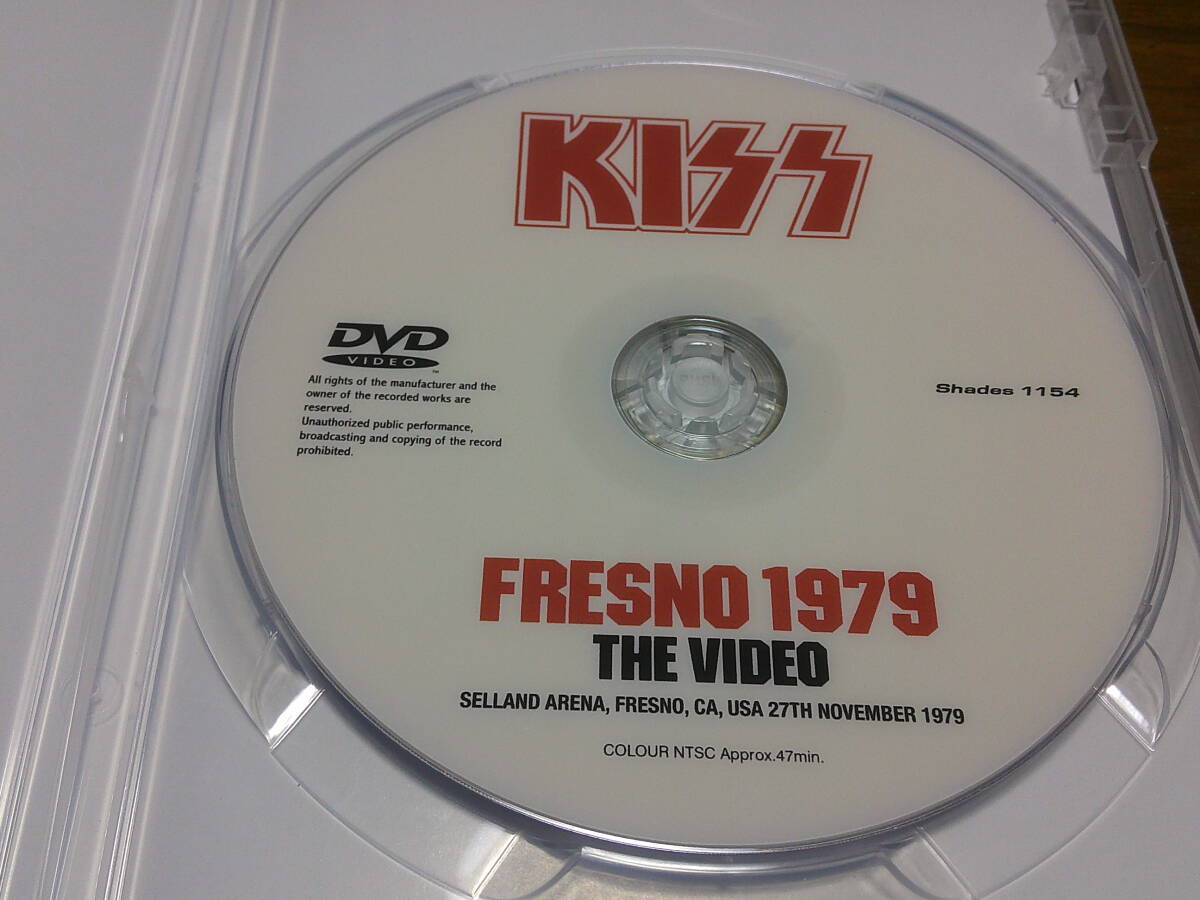 KISS
DVD
VIDEO
TM
All rights of the manufacturer and the
owner of the recorded works are
reserved.
Unauthorized public performance,
broadcasting and copying of the record
prohibited.
Shades 1154
FRESNO 1979
THE VIDEO
SELLAND ARENA, FRESNO, CA, USA 27TH NOVEMBER 1979
COLOUR NTSC Approx.47min.